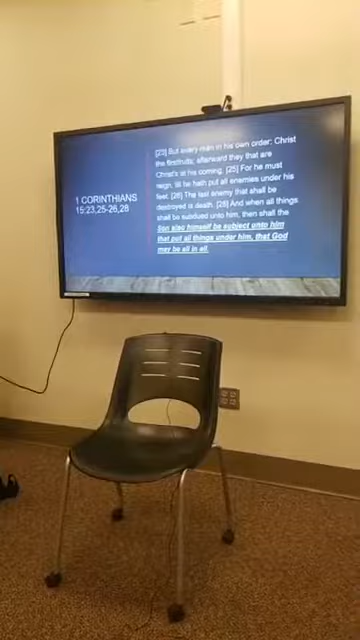 1 CORINTHIANS
15:23,25-26,28
[23] But every man in his own order: Christ
the firstfruits; afterward they that are
Christ's at his coming. [25] For he must
reign, till he hath put all enemies under his
feet. [26] The last enemy that shall be
destroyed is death. [28] And when all things
shall be subdued unto him, then shall the
Son also himself be subject unto him
that put all things under him, that God
may be all in all.